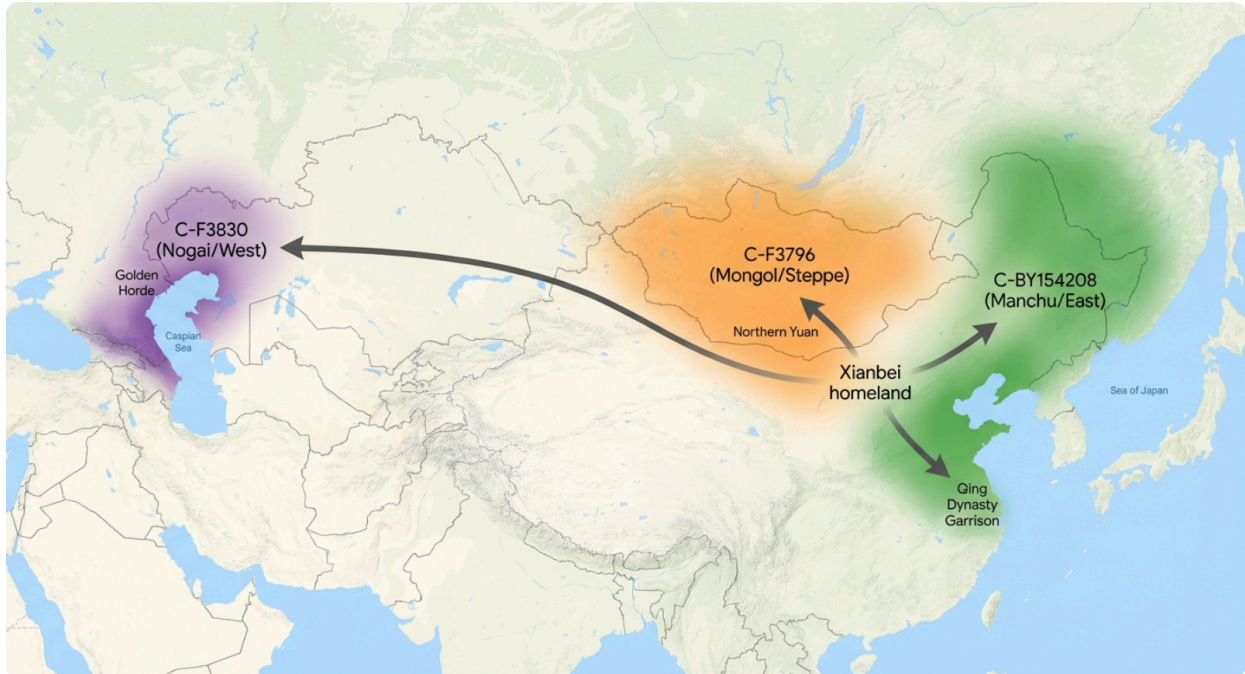 C-F3830
(Nogai/West)
Golden
Horde
Caspian
Sea
C-F3796
(Mongol/Steppe)
Northern Yuan
C-BY154208
(Manchu/East)
Xianbei
homeland
Sea of Japan
Qing
Dynasty
Garrison